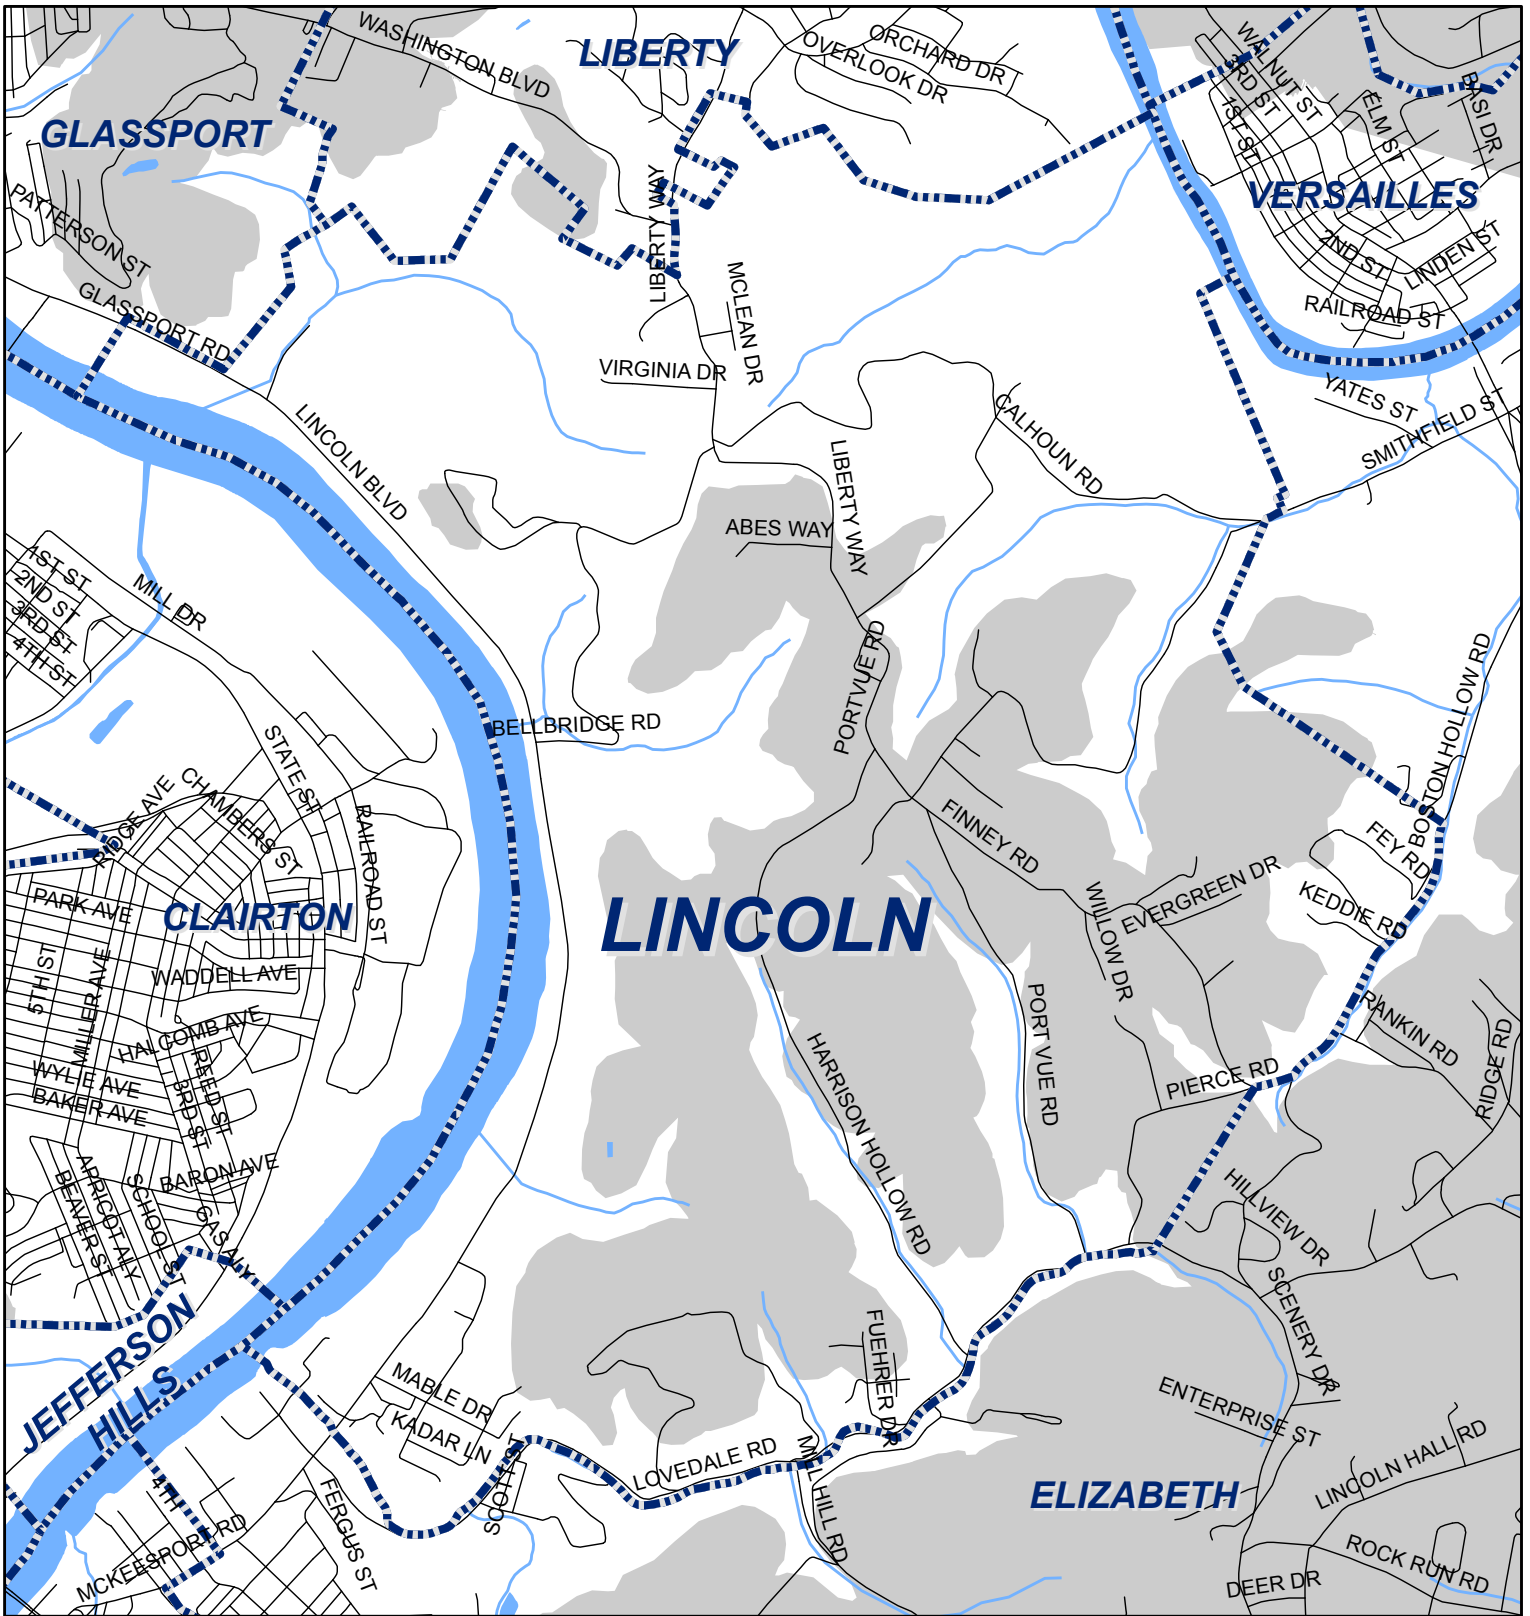 WASHINGTON BLVD
LIBERTY
ORCHARD DR
OVERLOOK DR
WALNUT ST
3RD ST
1ST ST
ELM ST
BASI DR
GLASSPORT
VERSAILLES
PATTERSON ST
LIBERTY WAY
2ND ST
LINDEN ST
GLASSPORT RD
MCLEAN DR
RAILROAD ST
VIRGINIA DR
YATES ST
CALHOUN RD
SMITHFIELD ST
LINCOLN BLVD
LIBERTY WAY
ABES WAY
1ST ST
2ND ST
3RD ST
4TH ST
MILL DR
PORTVUE RD
BOSTON HOLLOW RD
BELLBRIDGE RD
STATE ST
CHAMBERS ST
RIDGE AVE
RAILROAD ST
FINNEY RD
FEY RD
KEDDIE RD
EVERGREEN DR
WILLOW DR
PARK AVE
CLAIRTON
LINCOLN
5TH ST
MILLER AVE
WADDELL AVE
HALCOMB AVE
PORT VUE RD
RANKIN RD
RIDGE RD
WYLIE AVE
BAKER AVE
REED ST
3RD ST
HARRISON HOLLOW RD
PIERCE RD
BARON AVE
APRICOT ALY
BEAVER ST
SCHOOL ST
GAS ALY
HILLVIEW DR
SCENERY DR
JEFFERSON
HILLS
FUEHRER DR
MABLE DR
KADAR LN
ENTERPRISE ST
SCOTT ST
LOVEDALE RD
MILL HILL RD
LINCOLN HALL RD
ELIZABETH
4TH
FERGUS ST
MCKEESPORT RD
ROCK RUN RD
DEER DR